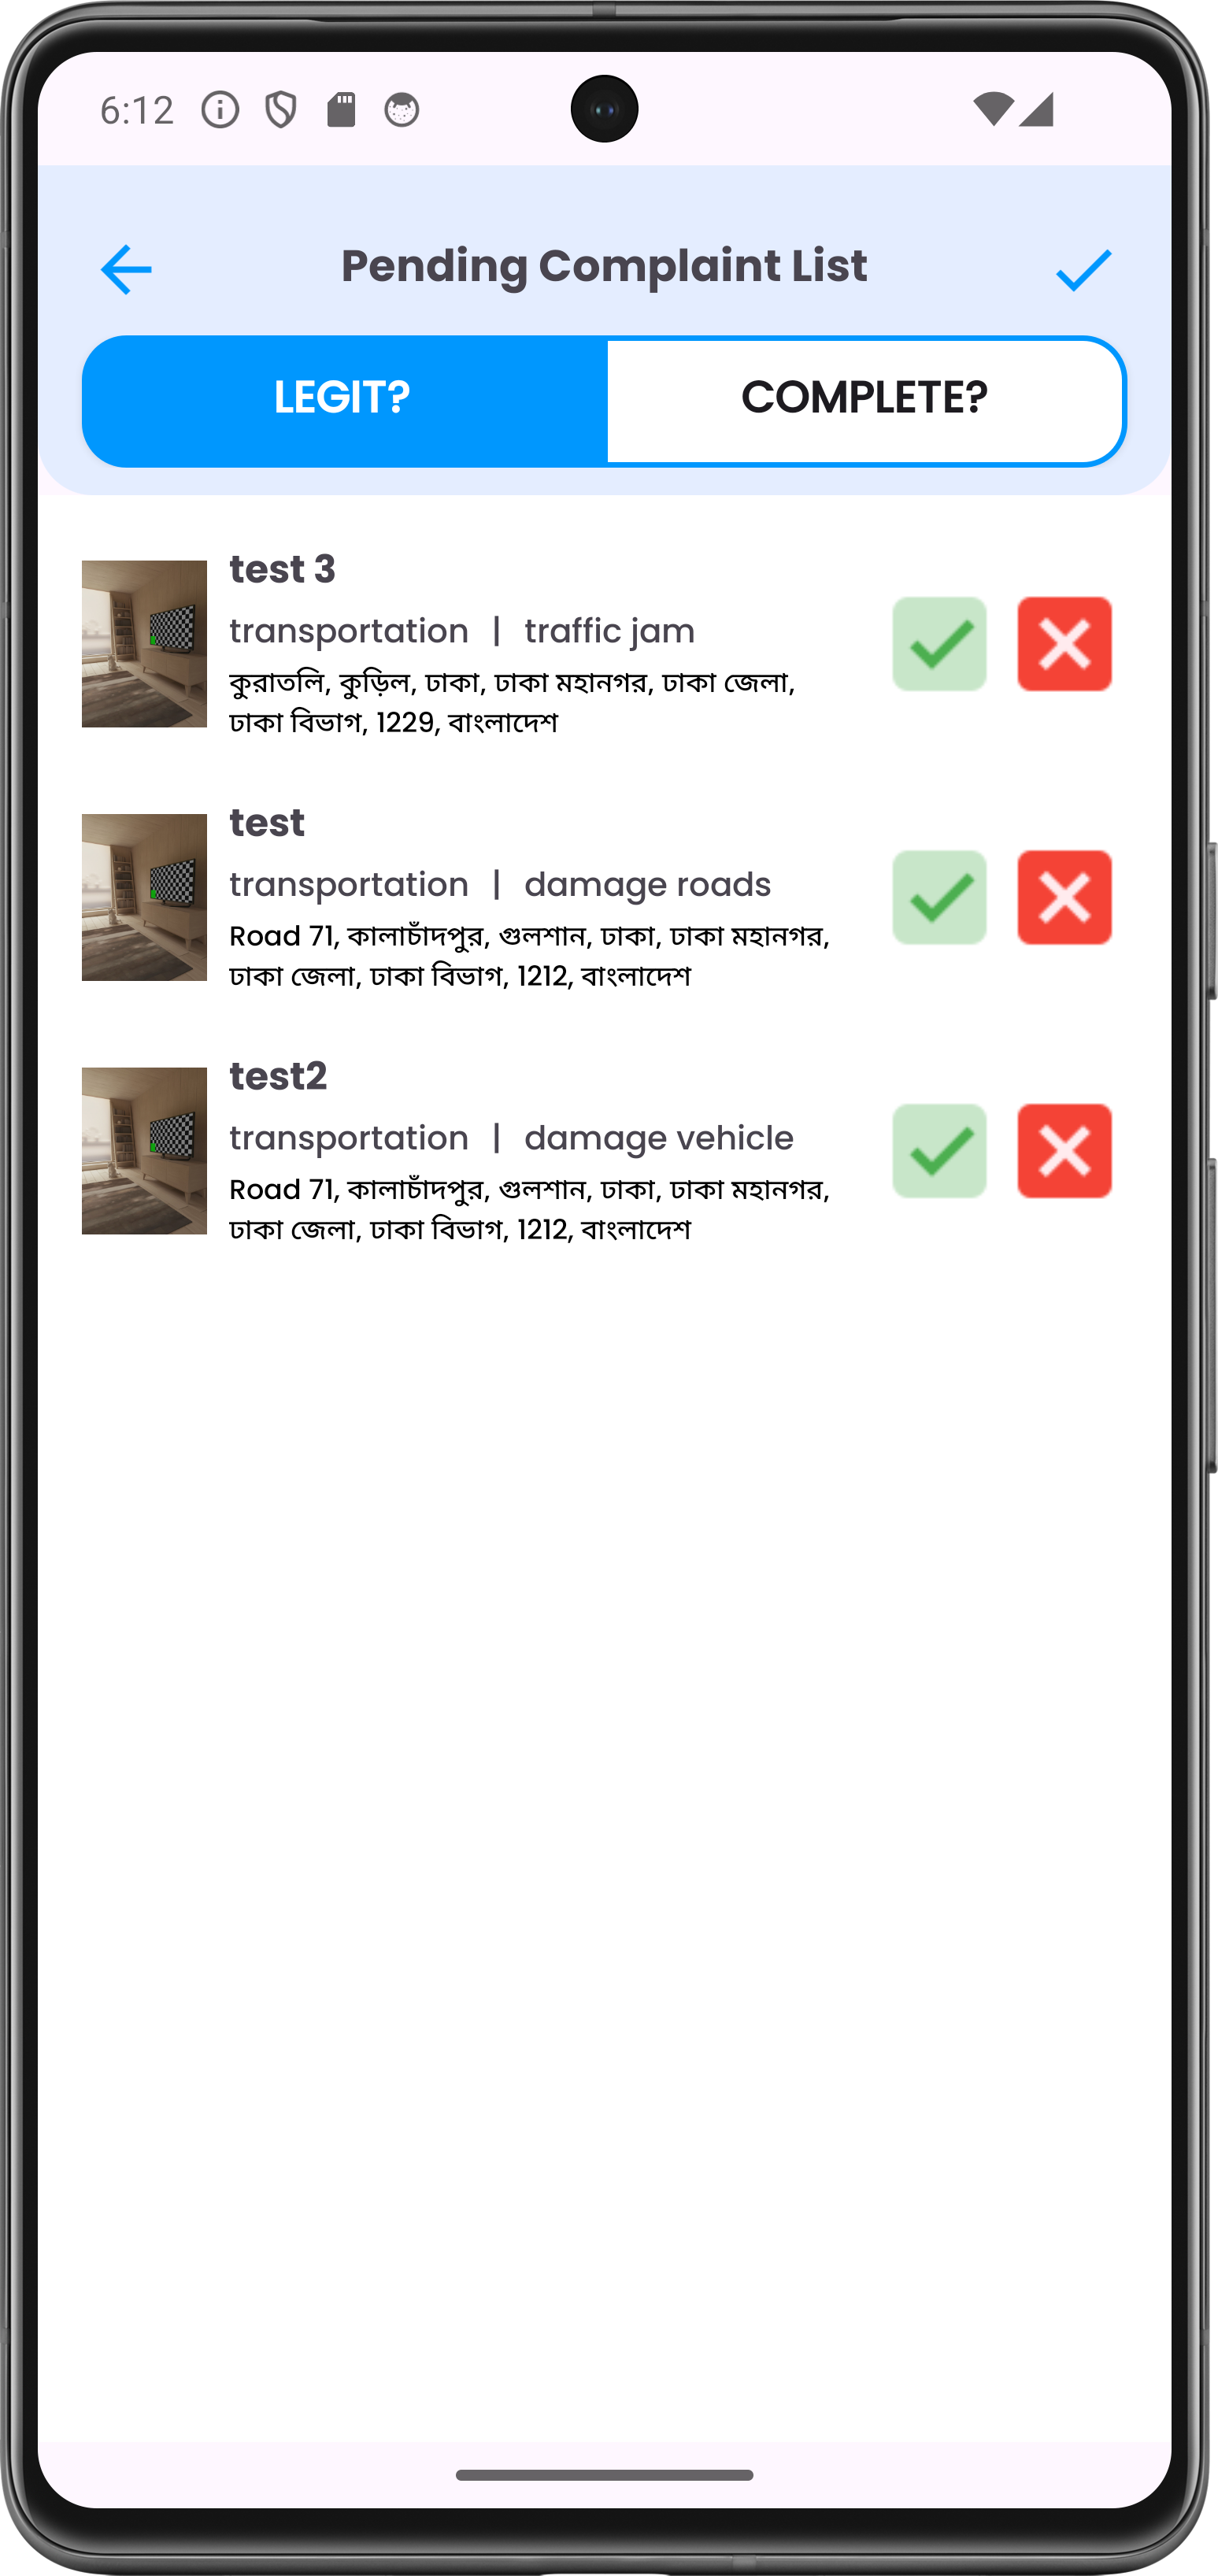 6:12
Pending Complaint List
LEGIT?
COMPLETE?
test 3
transportation | traffic jam
কুরাতলি, কুড়িল, ঢাকা, ঢাকা মহানগর, ঢাকা জেলা,
ঢাকা বিভাগ, 1229, বাংলাদেশ
test
transportation | damage roads
Road 71, কালাচাঁদপুর, গুলশান, ঢাকা, ঢাকা মহানগর,
ঢাকা জেলা, ঢাকা বিভাগ, 1212, বাংলাদেশ
test2
transportation | damage vehicle
Road 71, কালাচাঁদপুর, গুলশান, ঢাকা, ঢাকা মহানগর,
ঢাকা জেলা, ঢাকা বিভাগ, 1212, বাংলাদেশ